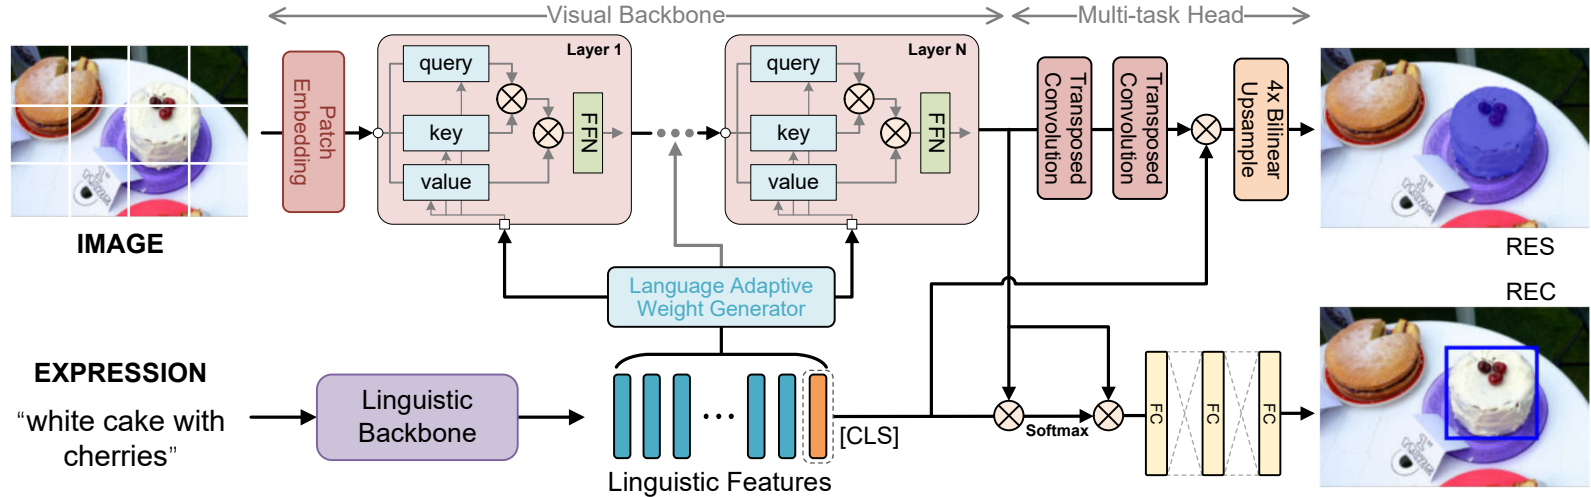 Visual Backbone
Multi-task Head
Layer 1
Layer N
query
key
value
FFN
query
key
value
FFN
Patch
Embedding
Transposed
Convolution
Transposed
Convolution
4x Bilinear
Upsample
IMAGE
RES
REC
Language Adaptive
Weight Generator
EXPRESSION
“white cake with
cherries”
Linguistic
Backbone
[CLS]
Linguistic Features
Softmax
FC
FC
FC